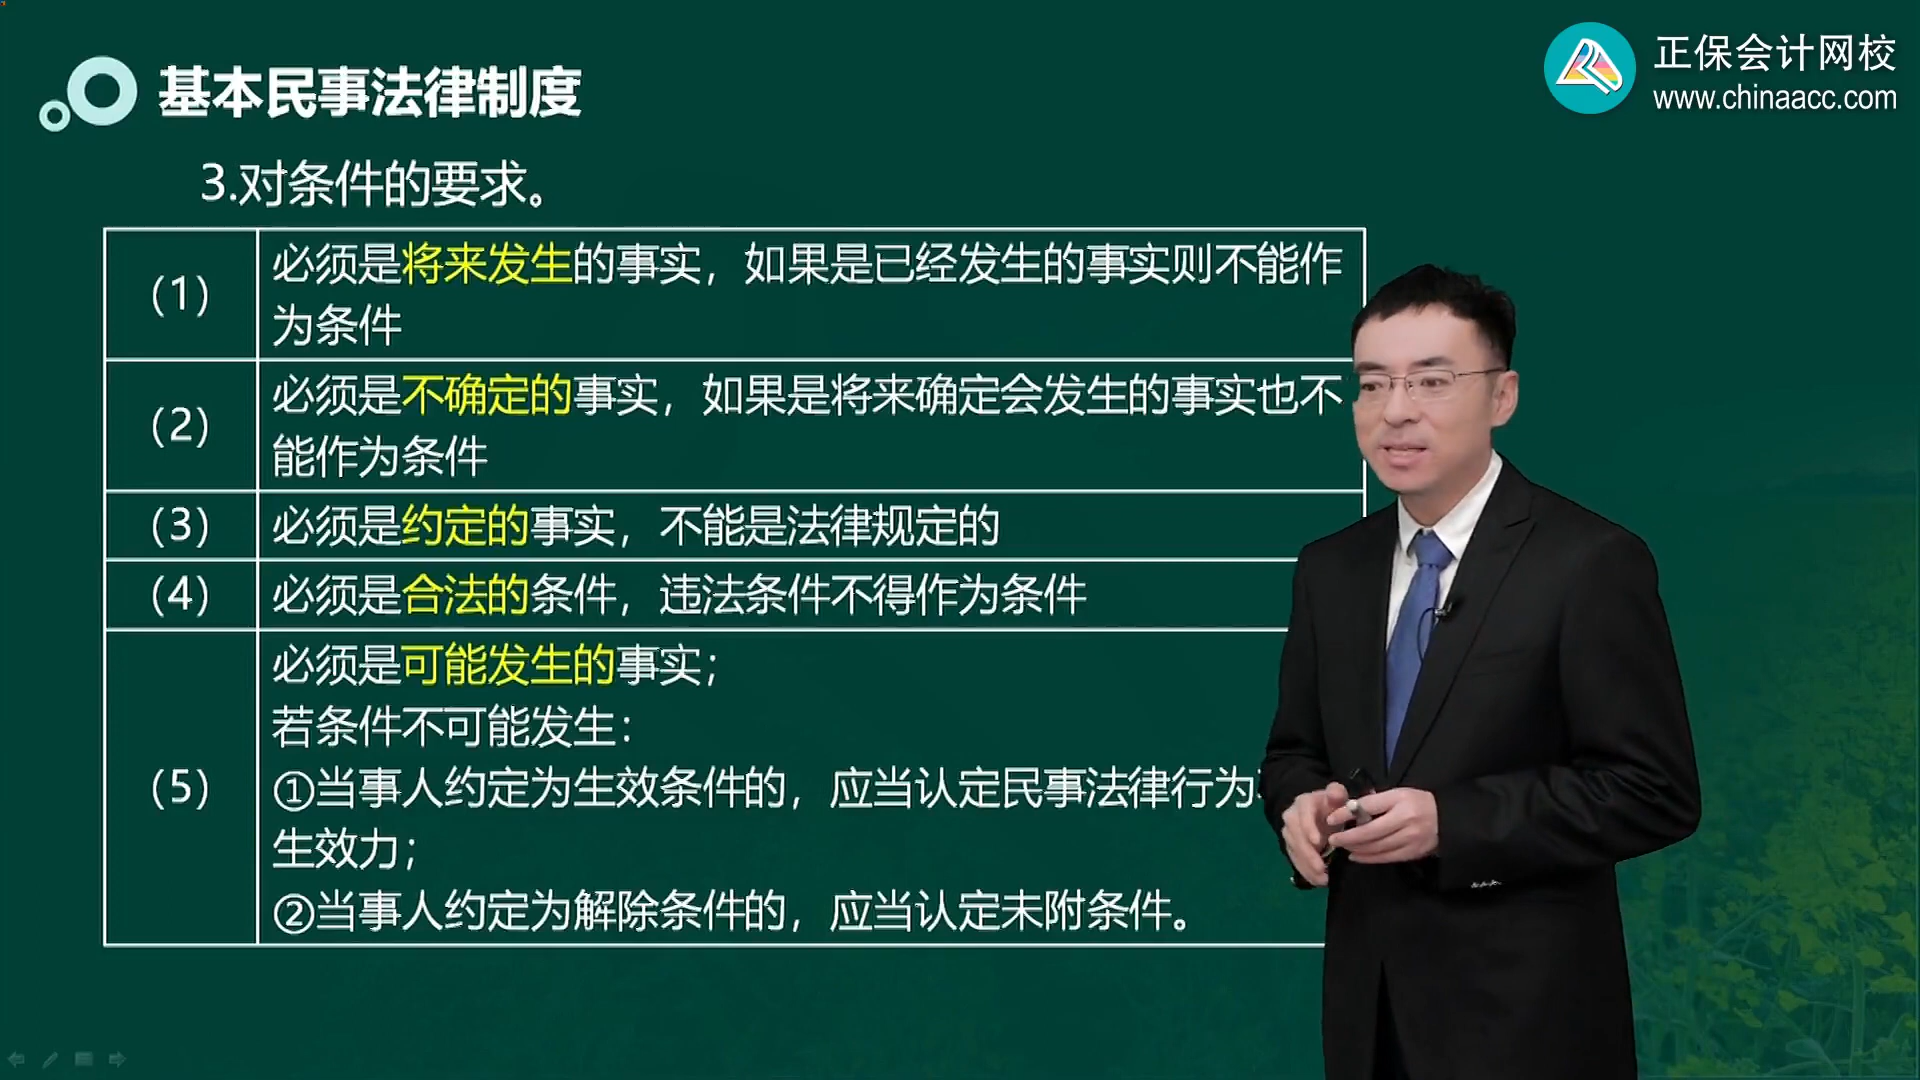 正保会计网校
www.chinaacc.com
基本民事法律制度
3.对条件的要求。
（1）
必须是将来发生的事实，如果是已经发生的事实则不能作
为条件
（2）
必须是不确定的事实，如果是将来确定会发生的事实也不
能作为条件
（3）
必须是约定的事实，不能是法律规定的
（4）
必须是合法的条件，违法条件不得作为条件
（5）
必须是可能发生的事实；
若条件不可能发生：
①当事人约定为生效条件的，应当认定民事法律行为
生效力；
②当事人约定为解除条件的，应当认定未附条件。